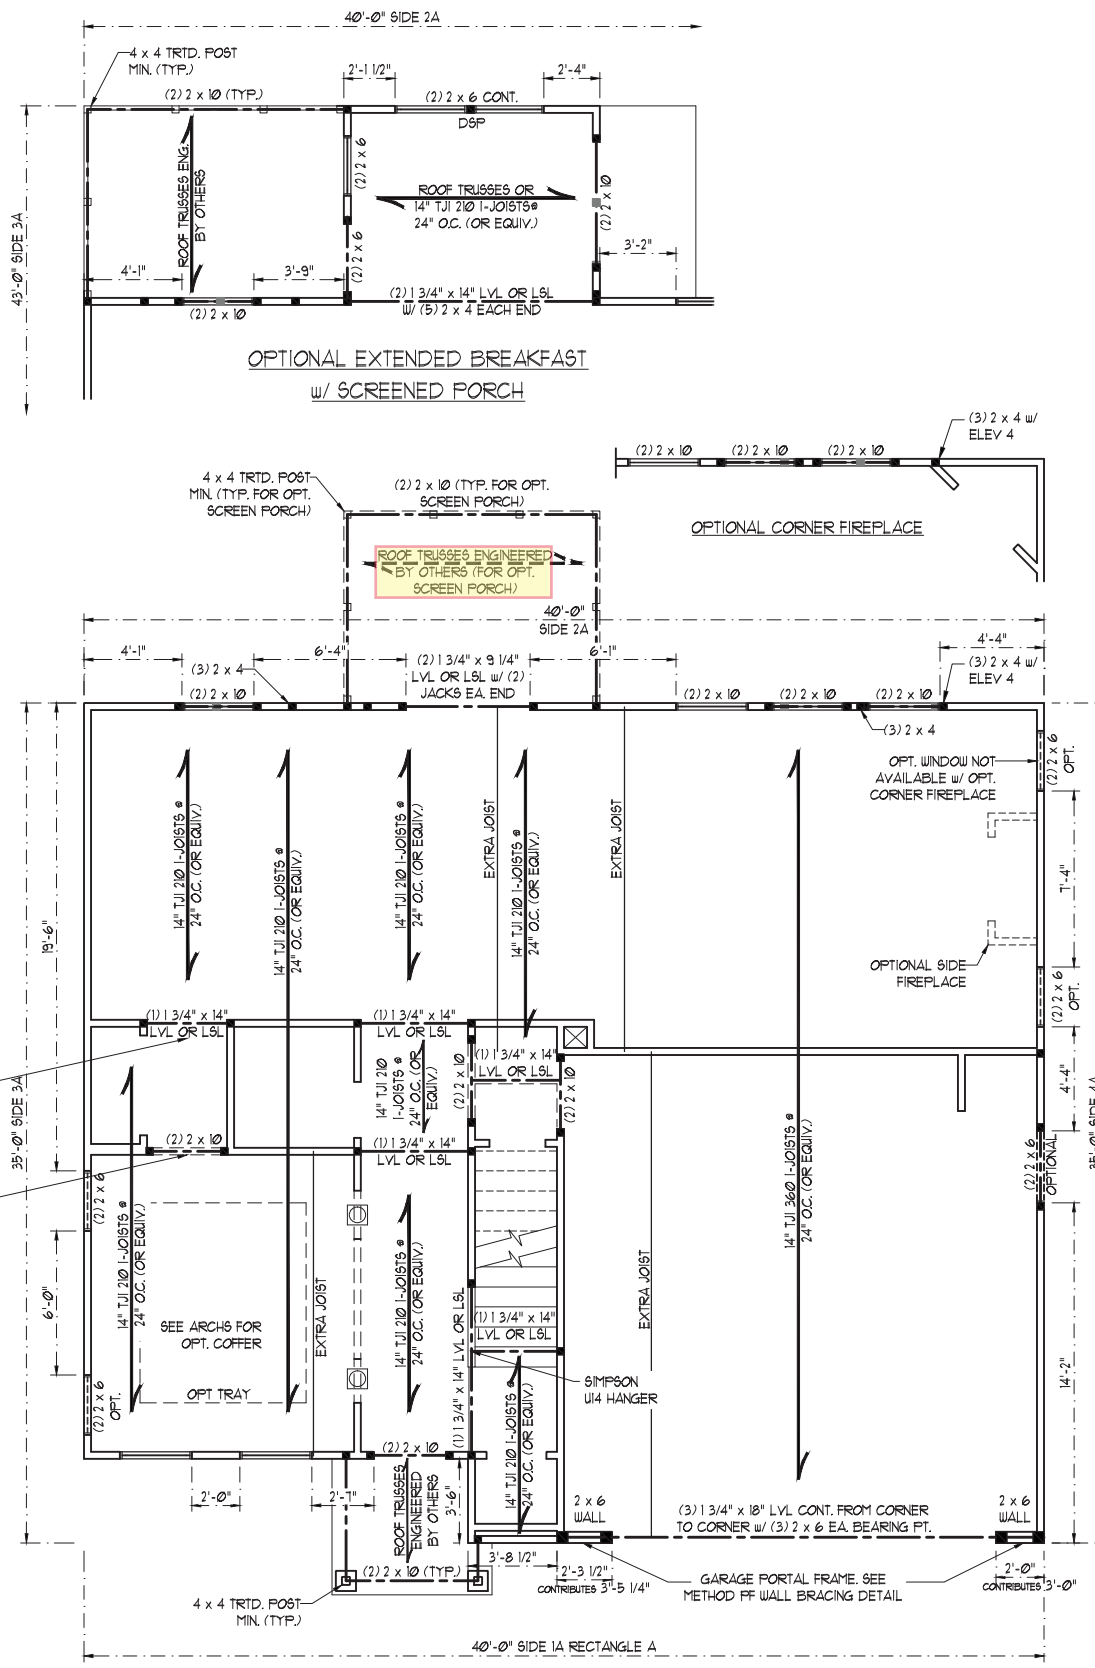 40'-0" SIDE 2A
4 x 4 TRTD. POST
MIN. (TYP.)
2'-1 1/2"
2'-4"
(2) 2 x 10 (TYP.)
(2) 2 x 6 CONT.
DSP
43'-0" SIDE 3A
ROOF TRUSSES ENG.
BY OTHERS
(2) 2 x 6
(2) 2 x 6
ROOF TRUSSES OR
14" TJI 210 I-JOISTS@
24" O.C. (OR EQUIV.)
(2) 2 x 10
3'-2"
4'-1"
3'-9"
(2) 2 x 10
(2) 1 3/4" x 14" LVL OR LSL
W/ (5) 2 x 4 EACH END
OPTIONAL EXTENDED BREAKFAST
w/ SCREENED PORCH
(3) 2 x 4 w/
ELEV 4
(2) 2 x 10
(2) 2 x 10
(2) 2 x 10
OPTIONAL CORNER FIREPLACE
4 x 4 TRTD. POST
MIN. (TYP. FOR OPT.
SCREEN PORCH)
(2) 2 x 10 (TYP. FOR OPT.
SCREEN PORCH)
ROOF TRUSSES ENGINEERED
BY OTHERS (FOR OPT.
SCREEN PORCH)
40'-0"
SIDE 2A
4'-1"
6'-4"
6'-1"
4'-4"
(3) 2 x 4
(2) 2 x 10
(2) 1 3/4" x 9 1/4"
LVL OR LSL w/ (2)
JACKS EA. END
(2) 2 x 10
(2) 2 x 10
(2) 2 x 10
(3) 2 x 4 w/
ELEV 4
(3) 2 x 4
OPT. WINDOW NOT
AVAILABLE w/ OPT.
CORNER FIREPLACE
(2) 2 x 6
OPT.
14" TJI 210 I-JOISTS @
24" O.C. (OR EQUIV.)
14" TJI 210 I-JOISTS @
24" O.C. (OR EQUIV.)
14" TJI 210 I-JOISTS @
24" O.C. (OR EQUIV.)
EXTRA JOIST
14" TJI 210 I-JOISTS @
24" O.C. (OR EQUIV.)
EXTRA JOIST
7'-4"
19'-6"
OPTIONAL SIDE
FIREPLACE
(2) 2 x 6
OPT.
(1) 1 3/4" x 14"
LVL OR LSL
(1) 1 3/4" x 14"
LVL OR LSL
14" TJI 210
I-JOISTS @
24" O.C. (OR
EQUIV.)
(2) 2 x 10
(1) 1 3/4" x 14"
LVL OR LSL
(2) 2 x 10
4'-4"
35'-0" SIDE 3A
35'-0" SIDE 4A
(2) 2 x 10
(1) 1 3/4" x 14"
LVL OR LSL
(2) 2 x 6
OPTIONAL
(2) 2 x 6
14" TJI 360 I-JOISTS @
24" O.C. (OR EQUIV.)
14" TJI 210 I-JOISTS @
24" O.C. (OR EQUIV.)
EXTRA JOIST
14" TJI 210 I-JOISTS @
24" O.C. (OR EQUIV.)
(1) 1 3/4" x 14" LVL OR LSL
EXTRA JOIST
6'-0"
SEE ARCHS FOR
OPT. COFFER
OPT TRAY
(1) 1 3/4" x 14"
LVL OR LSL
SIMPSON
U14 HANGER
14'-2"
(2) 2 x 6
OPT.
14" TJI 210 I-JOISTS @
24" O.C. (OR EQUIV.)
(2) 2 x 10
2'-0"
2'-7"
ROOF TRUSSES
ENGINEERED
BY OTHERS
3'-6"
2 x 6
WALL
(3) 1 3/4" x 18" LVL CONT. FROM CORNER
TO CORNER w/ (3) 2 x 6 EA. BEARING PT.
2 x 6
WALL
3'-8 1/2"
2'-3 1/2"
CONTRIBUTES 3'-5 1/4"
(2) 2 x 10 (TYP.)
GARAGE PORTAL FRAME. SEE
METHOD PF WALL BRACING DETAIL
2'-0"
CONTRIBUTES 3'-0"
4 x 4 TRTD. POST
MIN. (TYP.)
40'-0" SIDE 1A RECTANGLE A